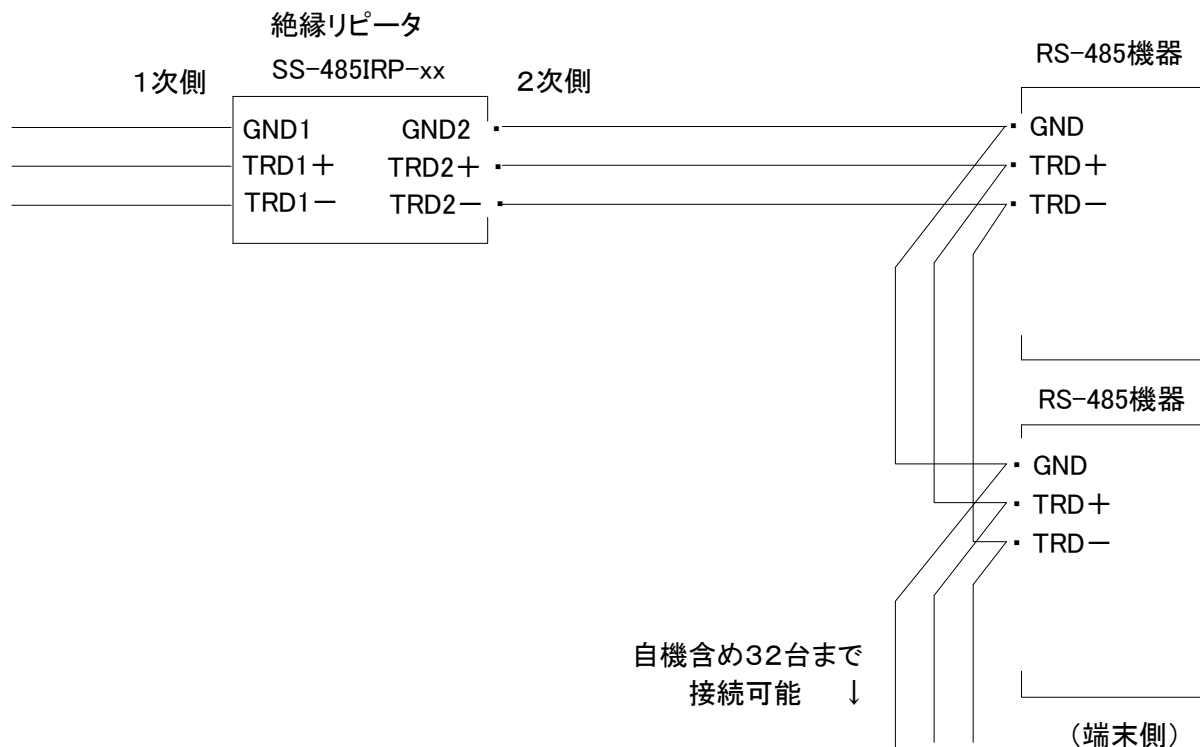 絶縁リピータ
SS-485IRP-xx
1次側
2次側
GND1
GND2
TRD1+
TRD2+
TRD1-
TRD2-
RS-485機器
GND
TRD+
TRD-
RS-485機器
GND
TRD+
TRD-
自機含め32台まで
接続可能 ↓
(端末側)